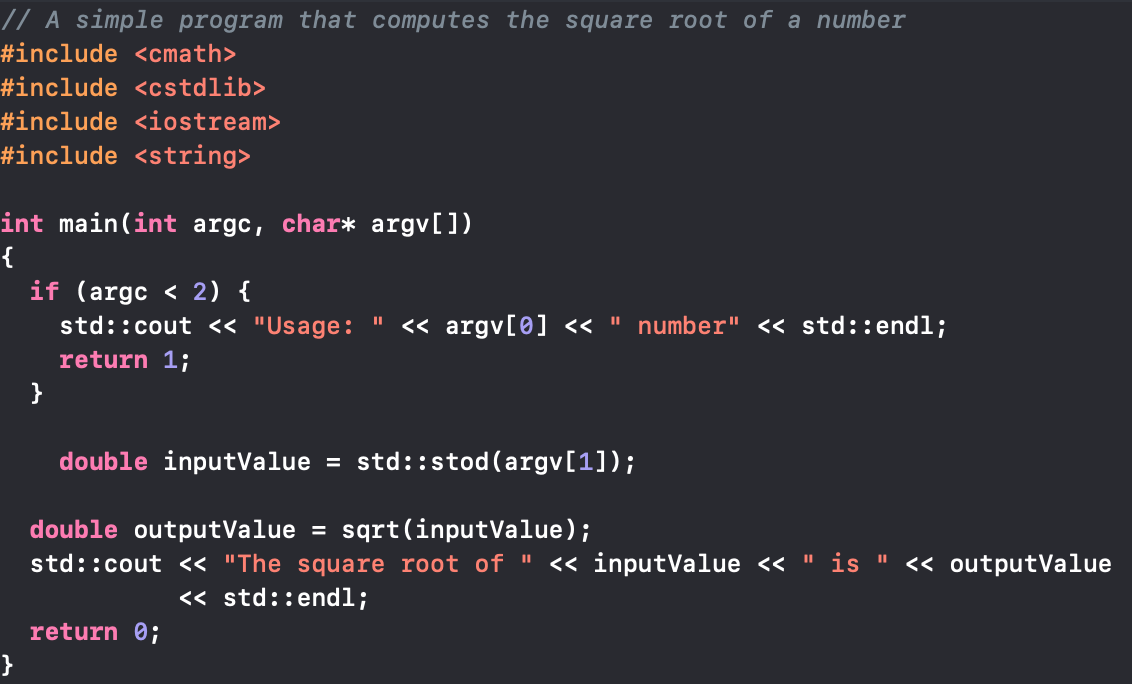 // A simple program that computes the square root of a number
#include <cmath>
#include <cstdlib>
#include <iostream>
#include <string>

int main(int argc, char* argv[])
{
  if (argc < 2) {
    std::cout << "Usage: " << argv[0] << " number" << std::endl;
    return 1;
  }

    double inputValue = std::stod(argv[1]);

  double outputValue = sqrt(inputValue);
  std::cout << "The square root of " << inputValue << " is " << outputValue
            << std::endl;
  return 0;
}